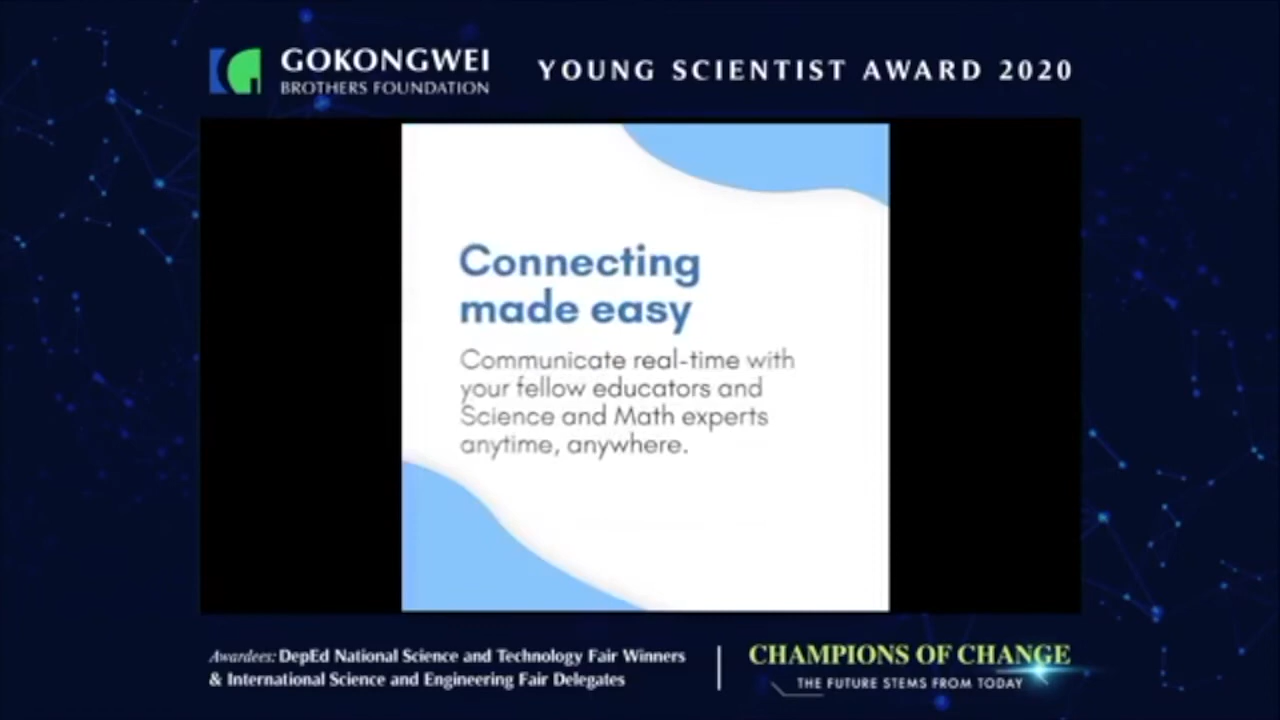 GOKONGWEI
BROTHERS FOUNDATION
YOUNG SCIENTIST AWARD 2020
Connecting
made easy
Communicate real-time with
your fellow educators and
Science and Math experts
anytime, anywhere.
Awardees: DepEd National Science and Technology Fair Winners
& International Science and Engineering Fair Delegates
CHAMPIONS OF CHANGE
THE FUTURE STEMS FROM TODAY